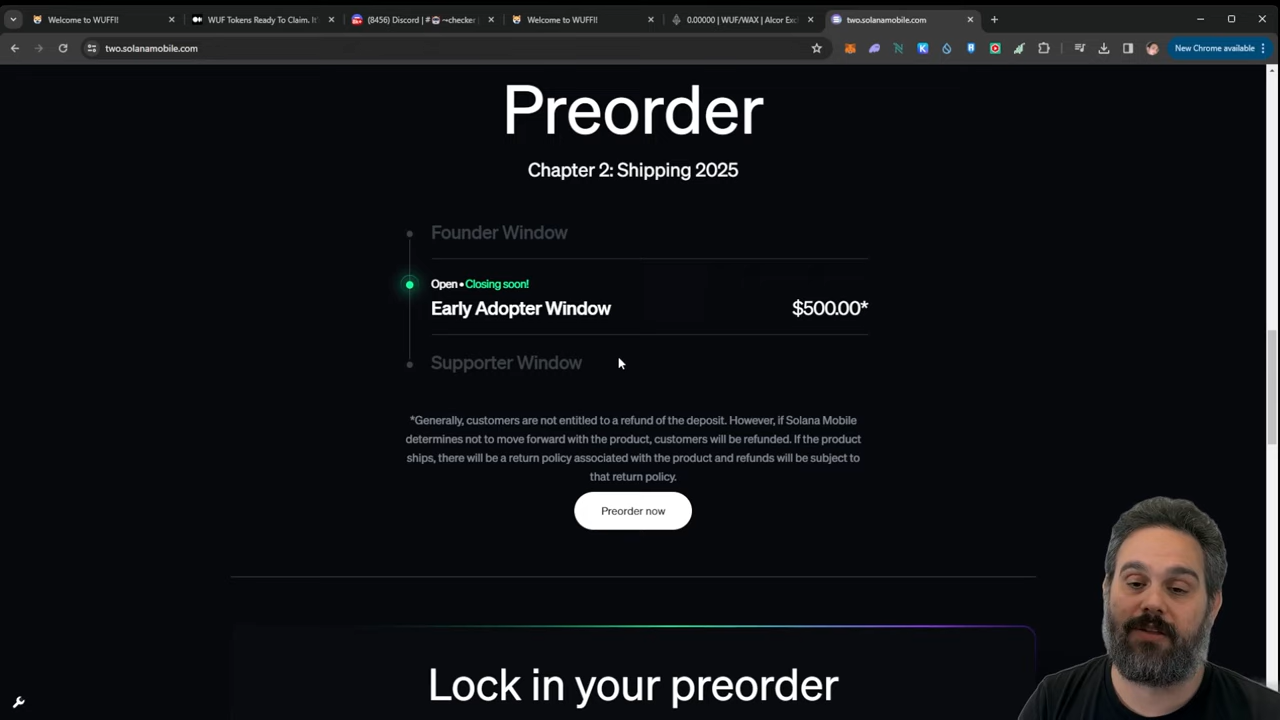 Welcome to WUFFI!
WUF Tokens Ready To Claim. It
(8456) Discord | #
checker |
Welcome to WUFFI!
0.00000 | WUF/WAX | Alcor Exc
two.solanamobile.com
two.solanamobile.com
New Chrome available
Preorder
Chapter 2: Shipping 2025
Founder Window
Open • Closing soon!
Early Adopter Window
$500.00*
Supporter Window
*Generally, customers are not entitled to a refund of the deposit. However, if Solana Mobile
determines not to move forward with the product, customers will be refunded. If the product
ships, there will be a return policy associated with the product and refunds will be subject to
that return policy.
Preorder now
Lock in your preorder